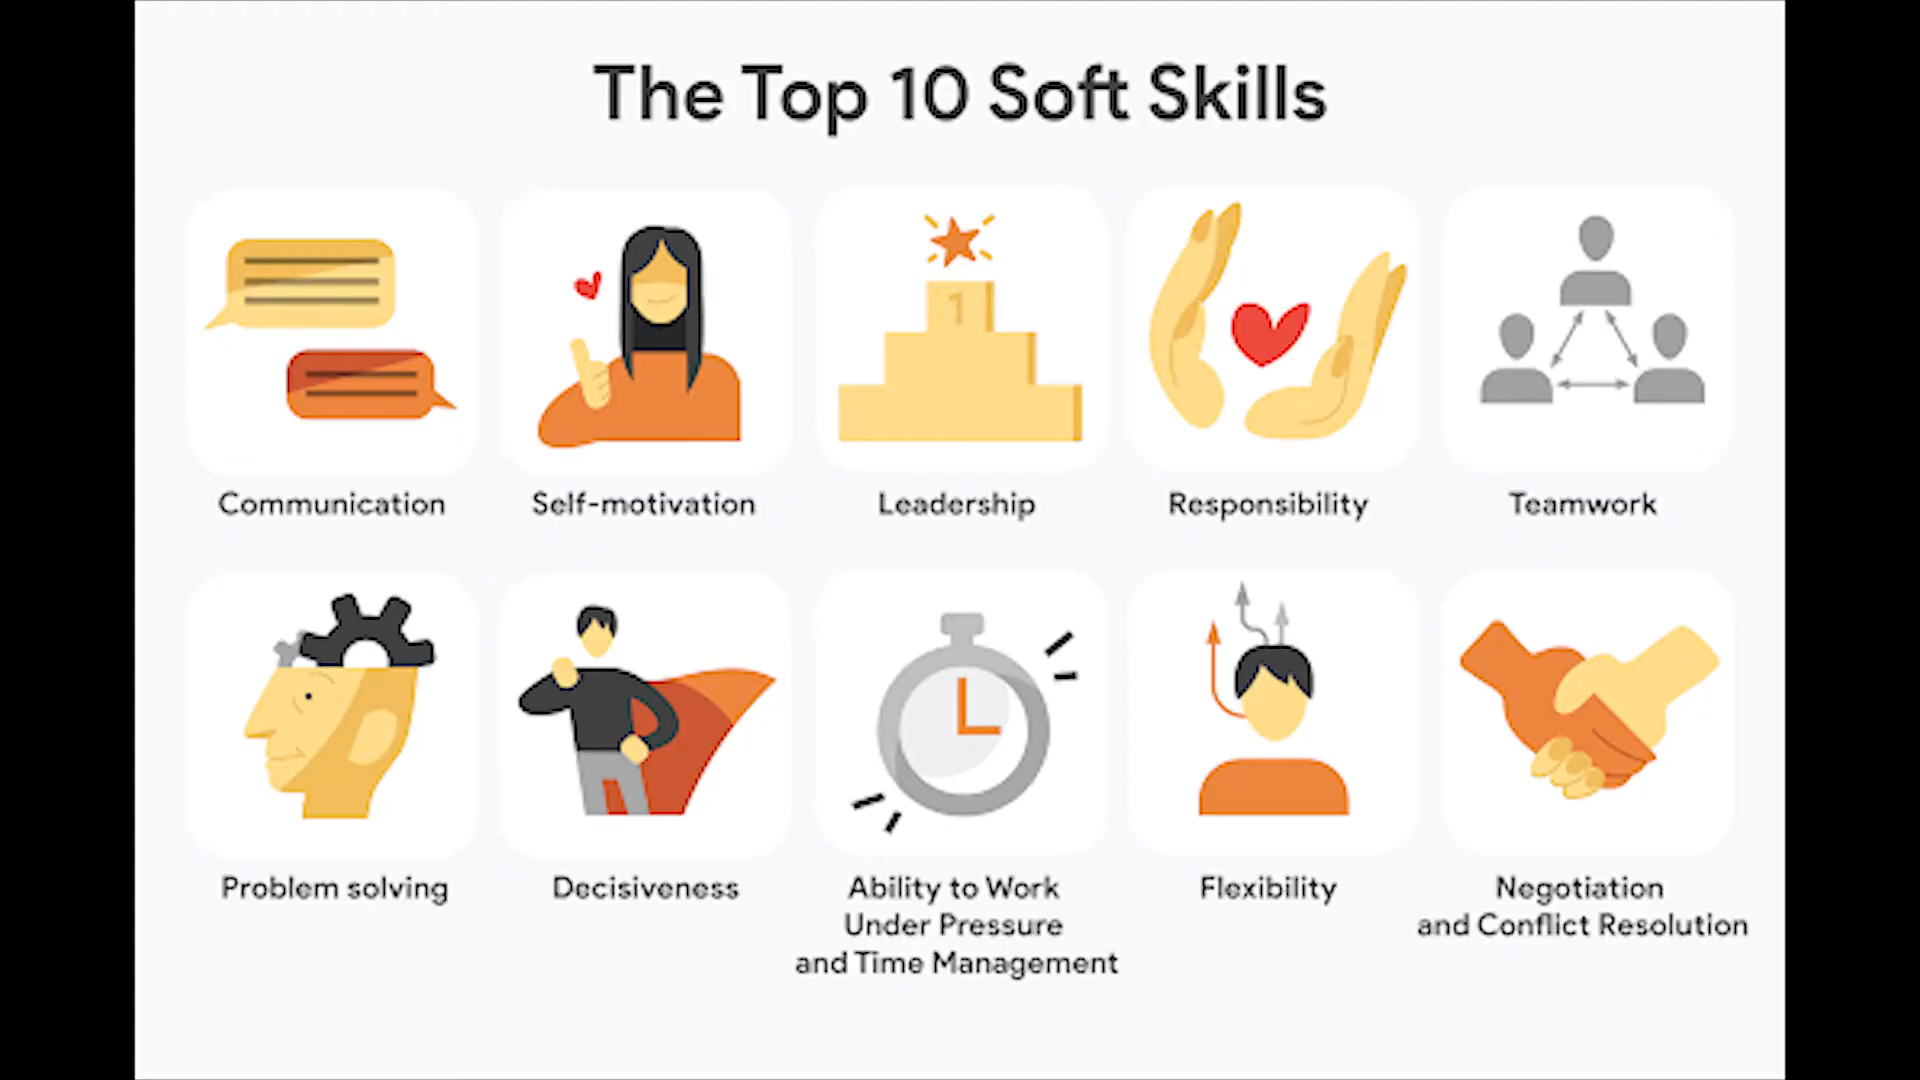 The Top 10 Soft Skills
1
Communication
Self-motivation
Leadership
Responsibility
Teamwork
Problem solving
Decisiveness
Ability to Work
Under Pressure
and Time Management
Flexibility
Negotiation
and Conflict Resolution